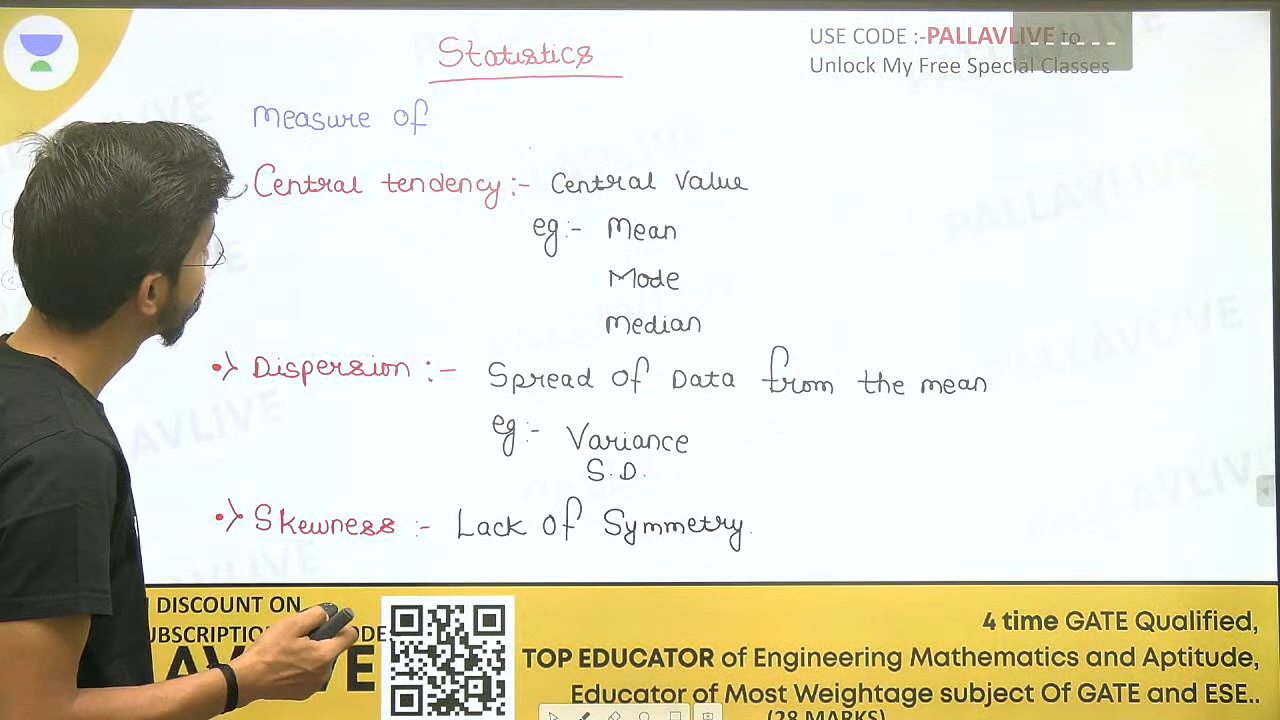 Statistics
USE CODE :-PALLAVLIVE to
Unlock My Free Special Classes
Measure of
Central tendency :- Central Value
eg:- Mean
Mode
Median
Dispersion :- Spread of Data from the mean
eg:- Variance
S.D.
Skewness :- Lack of Symmetry.
DISCOUNT ON
4 time GATE Qualified,
TOP EDUCATOR of Engineering Mathematics and Aptitude,
Educator of Most Weightage subject Of GATE and ESE..
(28 MARKS)